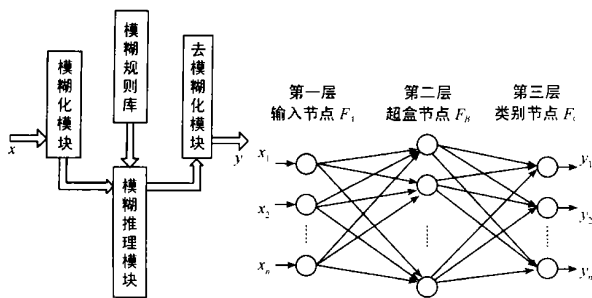 模糊化模块
模糊规则库
去模糊化模块
模糊推理模块
x
y
第一层
输入节点 F₁
第二层
超盒节点 F_B
第三层
类别节点 F_C
x₁
x₂
xₙ
y₁
y₂
yₙ